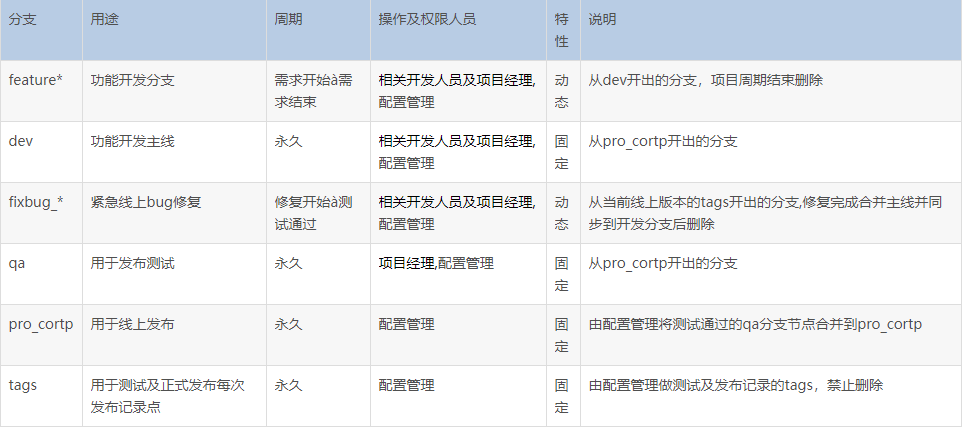 分支 用途 周期 操作及权限人员 特 说明
性
feature* 功能开发分支 需求开始à需 相关开发人员及项目经理, 动 从dev开出的分支，项目周期结束删除
求结束 配置管理 态
dev 功能开发主线 永久 相关开发人员及项目经理, 固 从pro_cortp开出的分支
配置管理 定
fixbug_* 紧急线上bug修复 修复开始à测 相关开发人员及项目经理, 动 从当前线上版本的tags开出的分支,修复完成合并主线并同
试通过 配置管理 态 步到开发分支后删除
qa 用于发布测试 永久 项目经理,配置管理 固 从pro_cortp开出的分支
定
pro_cortp 用于线上发布 永久 配置管理 固 由配置管理将测试通过的qa分支节点合并到pro_cortp
定
tags 用于测试及正式发布每次 永久 配置管理 固 由配置管理做测试及发布记录的tags，禁止删除
发布记录点 定